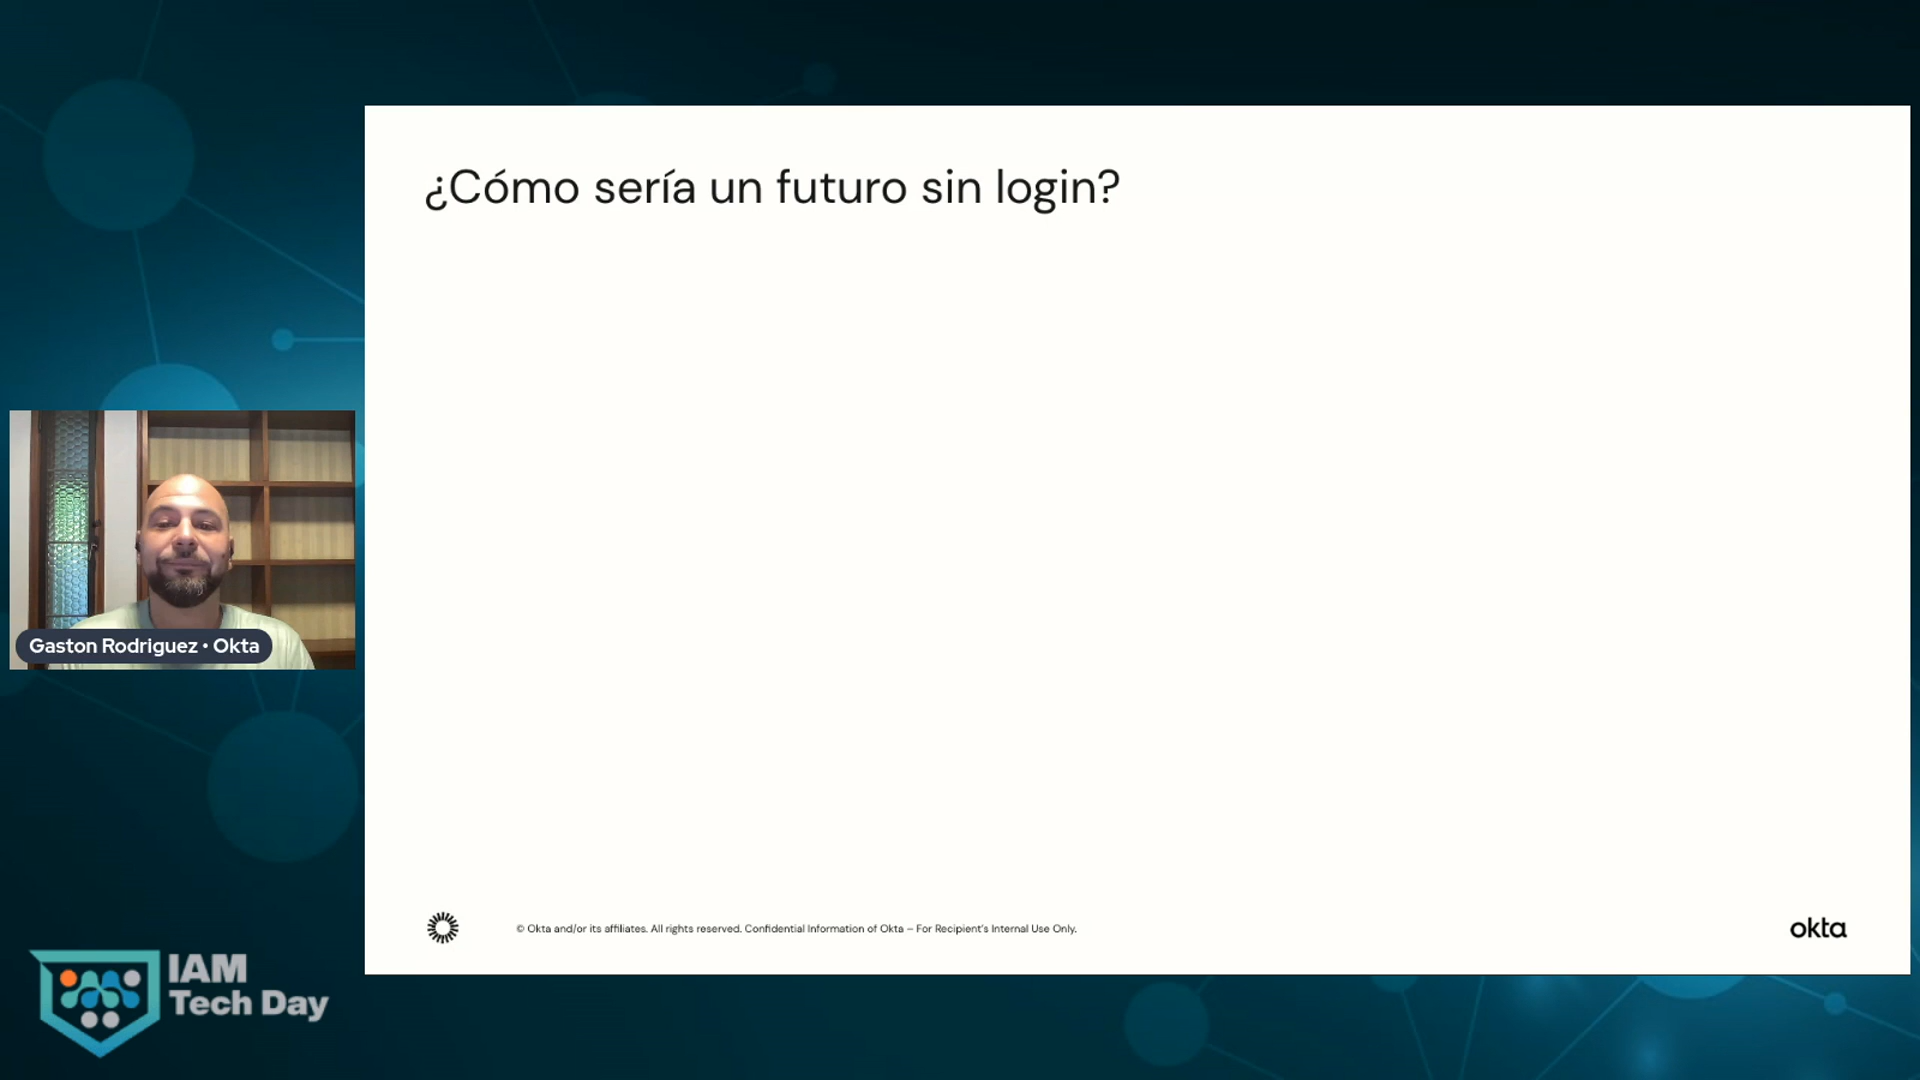 ¿Cómo sería un futuro sin login?
Gaston Rodriguez • Okta
© Okta and/or its affiliates. All rights reserved. Confidential Information of Okta – For Recipient's Internal Use Only.
okta
IAM
Tech Day